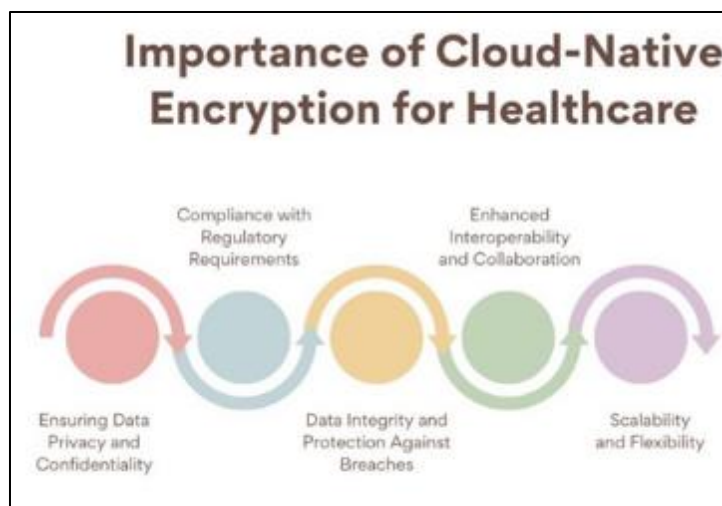 Importance of Cloud-Native
Encryption for Healthcare
Compliance with
Regulatory
Requirements
Enhanced
Interoperability
and Collaboration
Ensuring Data
Privacy and
Confidentiality
Data Integrity and
Protection Against
Breaches
Scalability
and Flexibility